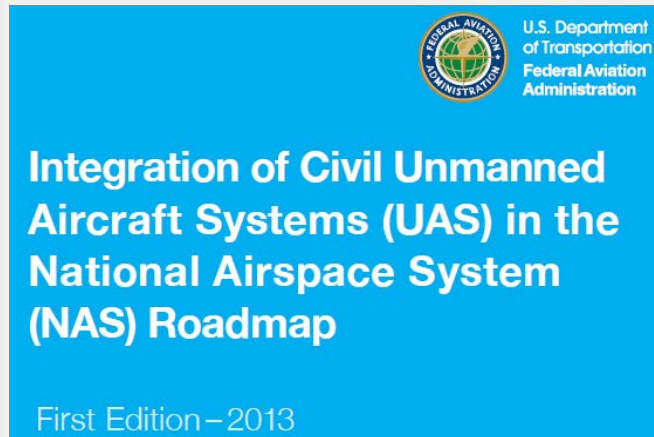 FEDERAL AVIATION
ADMINISTRATION
U.S. Department
of Transportation
Federal Aviation
Administration
Integration of Civil Unmanned
Aircraft Systems (UAS) in the
National Airspace System
(NAS) Roadmap
First Edition–2013